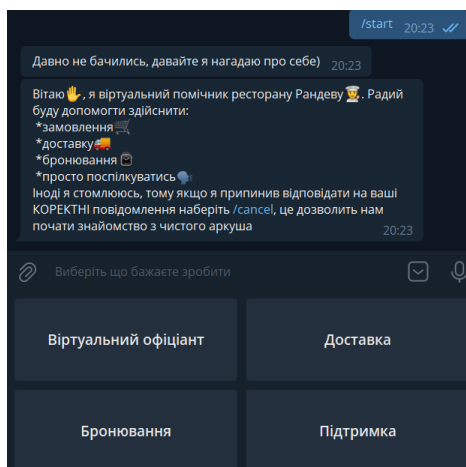 /start 20:23
Давно не бачились, давайте я нагадаю про себе) 20:23
Вітаю🖐, я віртуальний помічник ресторану Рандеву👨‍🍳. Радий
буду допомогти здійснити:
*замовлення🛒
*доставку🚚
*бронювання
*просто поспілкуватись🗣
Іноді я стомлююсь, тому якщо я припинив відповідати на ваші
КОРЕКТНІ повідомлення наберіть /cancel, це дозволить нам
почати знайомство з чистого аркуша 20:23
Виберіть що бажаєте зробити
Віртуальний офіціант
Доставка
Бронювання
Підтримка